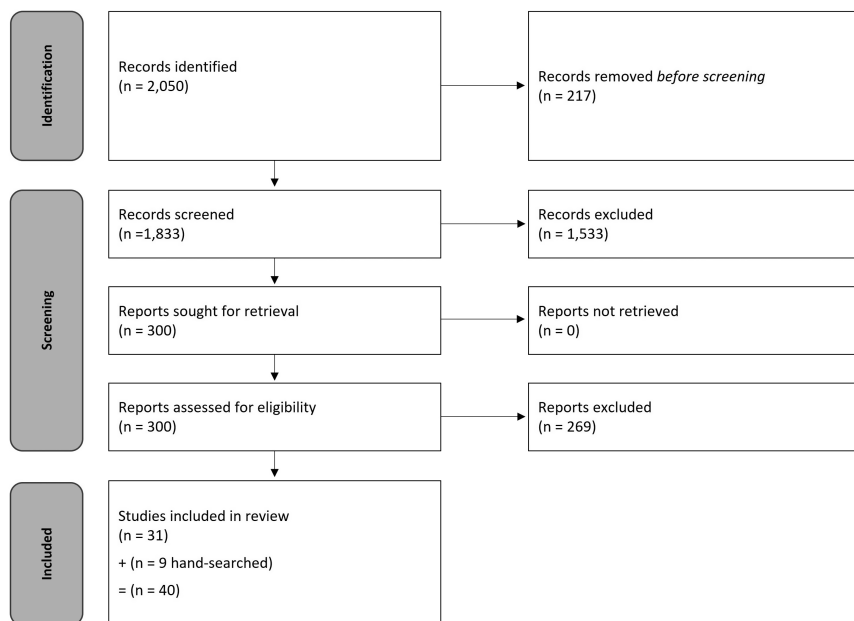 Identification
Records identified
(n = 2,050)
Records removed before screening
(n = 217)
Screening
Records screened
(n =1,833)
Records excluded
(n = 1,533)
Reports sought for retrieval
(n = 300)
Reports not retrieved
(n = 0)
Reports assessed for eligibility
(n = 300)
Reports excluded
(n = 269)
Included
Studies included in review
(n = 31)
+ (n = 9 hand-searched)
= (n = 40)